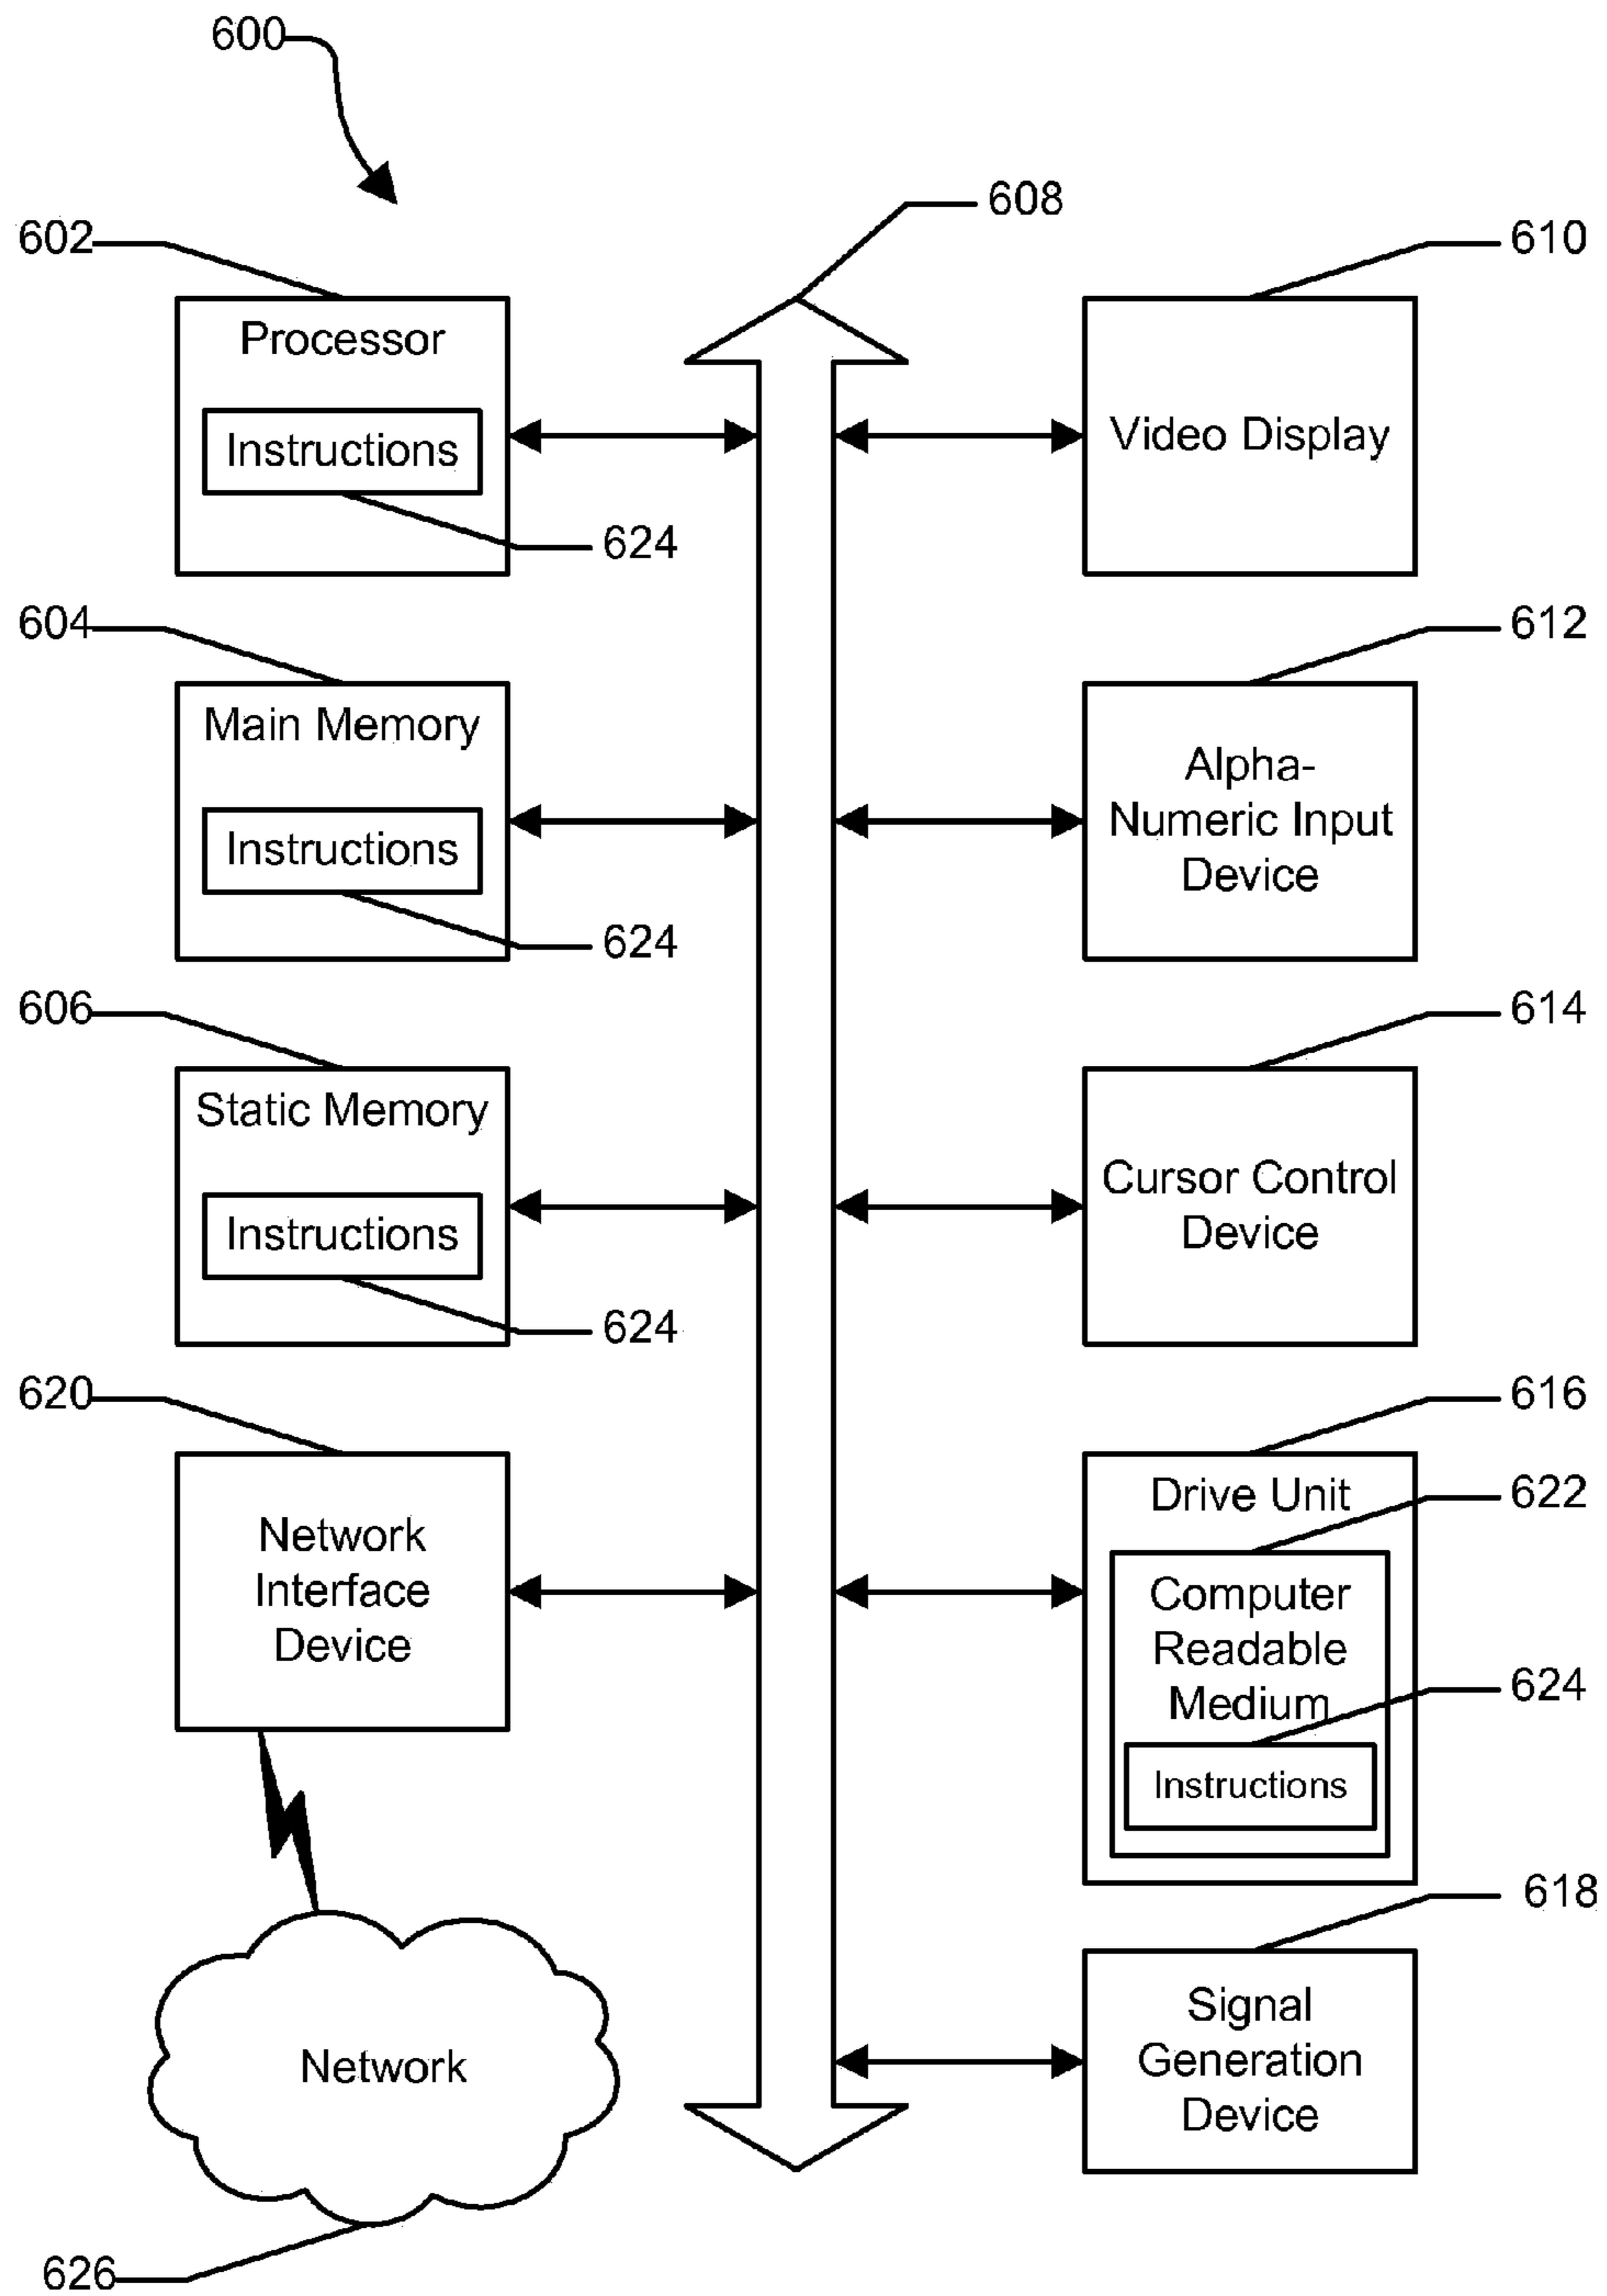 600
608
602
610
Processor
Instructions
Video Display
624
604
612
Main Memory
Alpha-
Numeric Input
Device
Instructions
624
606
614
Static Memory
Cursor Control
Device
Instructions
624
620
616
Network
Interface
Device
Drive Unit
622
Computer
Readable
Medium
624
Instructions
618
Network
Signal
Generation
Device
626